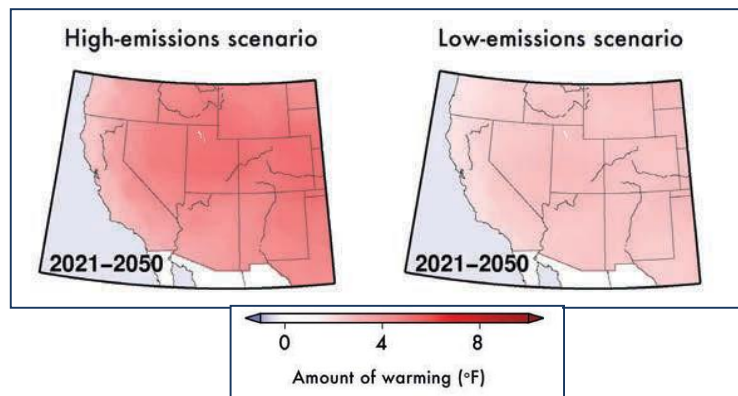 High-emissions scenario
Low-emissions scenario
2021–2050
2021–2050
0 4 8
Amount of warming (°F)